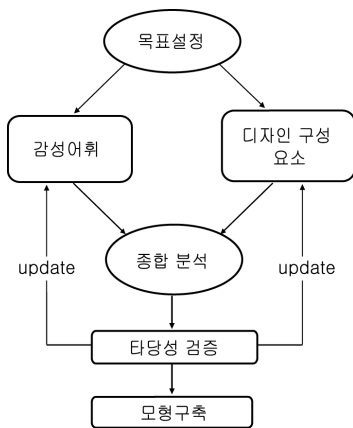 목표설정
감성어휘
디자인 구성
요소
종합 분석
update
update
타당성 검증
모형구축